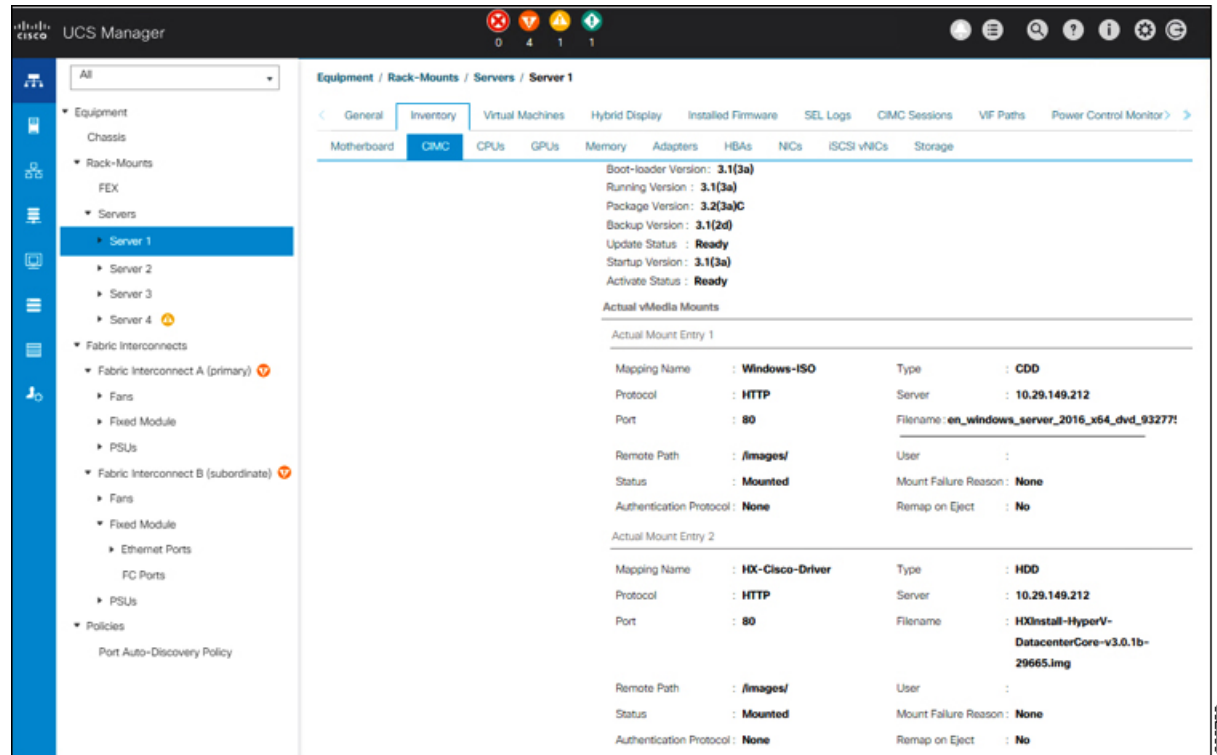 cisco UCS Manager
0 4 1 1
All
Equipment
Chassis
Rack-Mounts
FEX
Servers
Server 1
Server 2
Server 3
Server 4
Fabric Interconnects
Fabric Interconnect A (primary)
Fans
Fixed Module
PSUs
Fabric Interconnect B (subordinate)
Fans
Fixed Module
Ethernet Ports
FC Ports
PSUs
Policies
Port Auto-Discovery Policy
Equipment / Rack-Mounts / Servers / Server 1
< General Inventory Virtual Machines Hybrid Display Installed Firmware SEL Logs CIMC Sessions VIF Paths Power Control Monitor > >
Motherboard CIMC CPUs GPUs Memory Adapters HBAs NICs iSCSI vNICs Storage
Boot-loader Version: 3.1(3a)
Running Version : 3.1(3a)
Package Version : 3.2(3a)C
Backup Version : 3.1(2d)
Update Status : Ready
Startup Version : 3.1(3a)
Activate Status : Ready
Actual vMedia Mounts
Actual Mount Entry 1
Mapping Name : Windows-ISO Type : CDD
Protocol : HTTP Server : 10.29.149.212
Port : 80 Filename : en_windows_server_2016_x64_dvd_932775
Remote Path : /images/ User :
Status : Mounted Mount Failure Reason : None
Authentication Protocol : None Remap on Eject : No
Actual Mount Entry 2
Mapping Name : HX-Cisco-Driver Type : HDD
Protocol : HTTP Server : 10.29.149.212
Port : 80 Filename : HXInstall-HyperV-
DatacenterCore-v3.0.1b-
29665.img
Remote Path : /images/ User :
Status : Mounted Mount Failure Reason : None
Authentication Protocol : None Remap on Eject : No